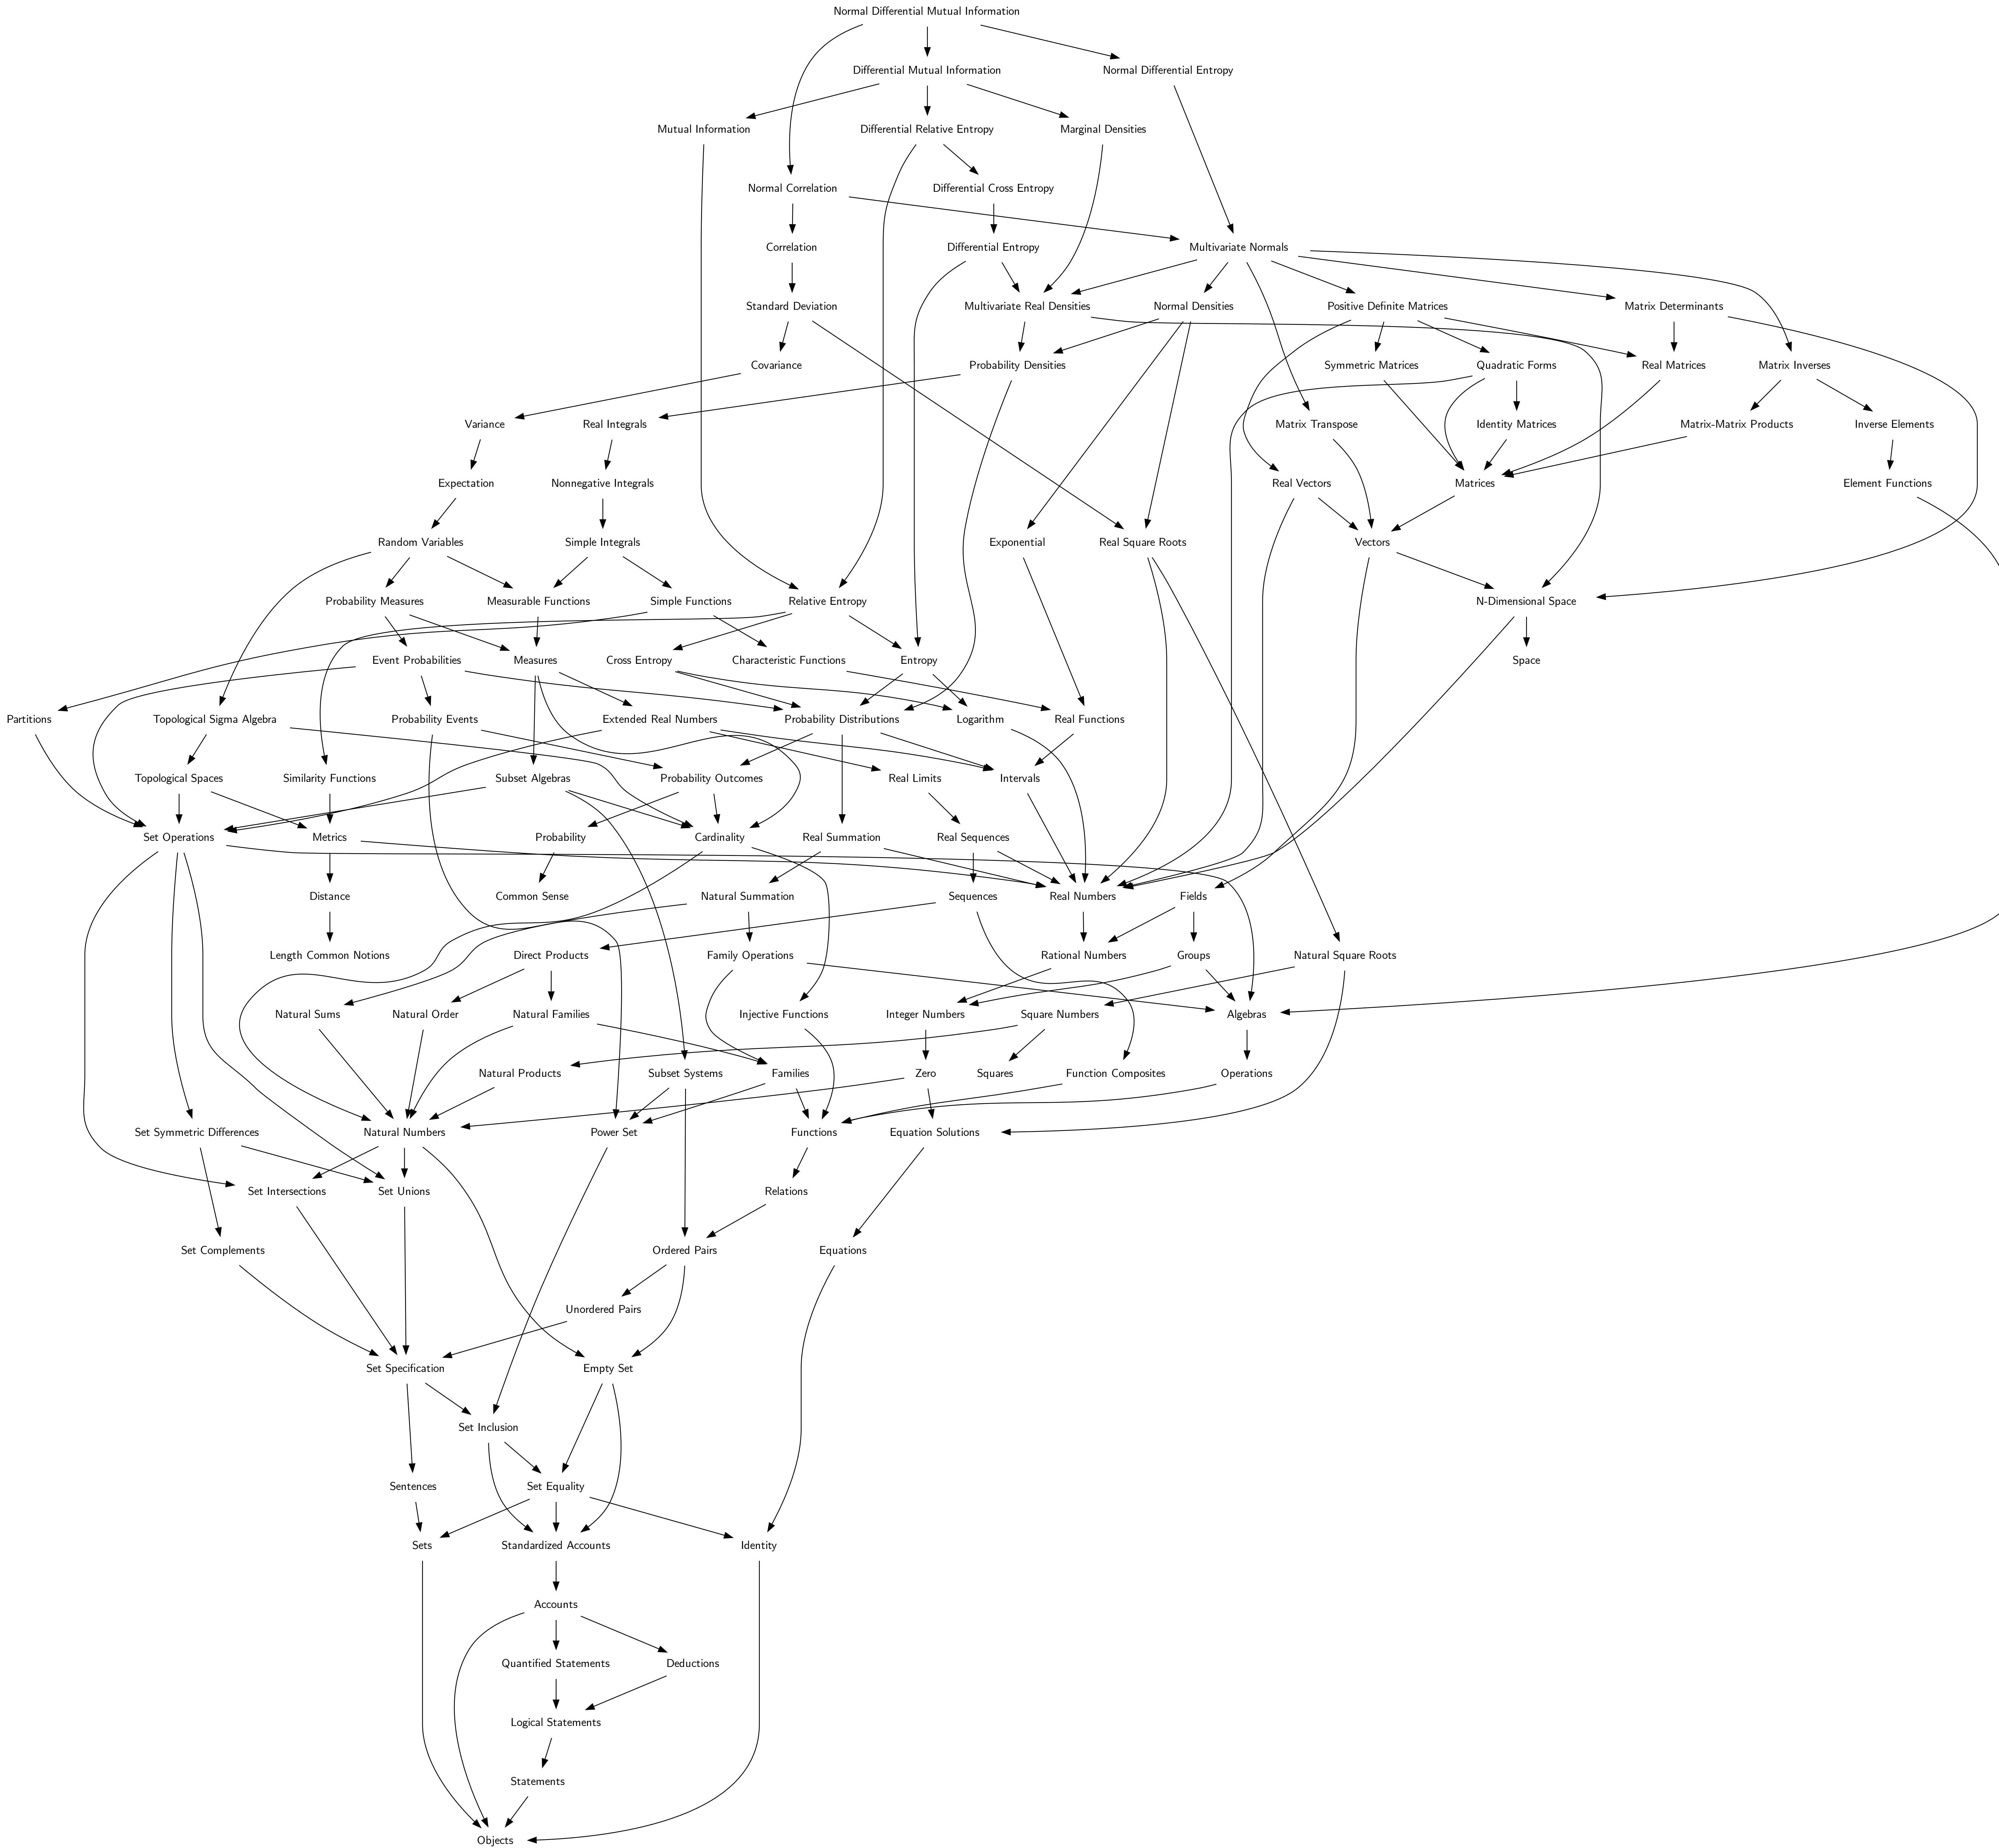 Normal Differential Mutual Information
Differential Mutual Information
Normal Differential Entropy
Mutual Information
Differential Relative Entropy
Marginal Densities
Normal Correlation
Differential Cross Entropy
Correlation
Differential Entropy
Multivariate Normals
Standard Deviation
Multivariate Real Densities
Normal Densities
Positive Definite Matrices
Matrix Determinants
Covariance
Probability Densities
Symmetric Matrices
Quadratic Forms
Real Matrices
Matrix Inverses
Variance
Real Integrals
Matrix Transpose
Identity Matrices
Matrix-Matrix Products
Inverse Elements
Expectation
Nonnegative Integrals
Real Vectors
Matrices
Element Functions
Random Variables
Simple Integrals
Exponential
Real Square Roots
Vectors
Probability Measures
Measurable Functions
Simple Functions
Relative Entropy
N-Dimensional Space
Event Probabilities
Measures
Cross Entropy
Characteristic Functions
Entropy
Space
Partitions
Topological Sigma Algebra
Probability Events
Extended Real Numbers
Probability Distributions
Logarithm
Real Functions
Topological Spaces
Similarity Functions
Subset Algebras
Probability Outcomes
Real Limits
Intervals
Set Operations
Metrics
Probability
Cardinality
Real Summation
Real Sequences
Distance
Common Sense
Natural Summation
Sequences
Real Numbers
Fields
Length Common Notions
Direct Products
Family Operations
Rational Numbers
Groups
Natural Square Roots
Natural Sums
Natural Order
Natural Families
Injective Functions
Integer Numbers
Square Numbers
Algebras
Natural Products
Subset Systems
Families
Zero
Squares
Function Composites
Operations
Set Symmetric Differences
Natural Numbers
Power Set
Functions
Equation Solutions
Set Intersections
Set Unions
Relations
Set Complements
Ordered Pairs
Equations
Unordered Pairs
Set Specification
Empty Set
Set Inclusion
Sentences
Set Equality
Sets
Standardized Accounts
Identity
Accounts
Quantified Statements
Deductions
Logical Statements
Statements
Objects